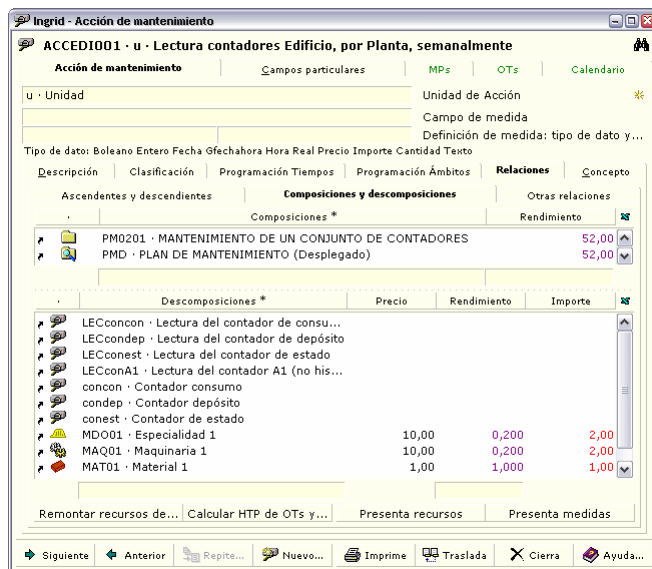 Ingrid - Acción de mantenimiento
ACCEDI001 · u · Lectura contadores Edificio, por Planta, semanalmente
Acción de mantenimiento Campos particulares MPs OTs Calendario
u · Unidad Unidad de Acción
Campo de medida
Definición de medida: tipo de dato y...
Tipo de dato: Boleano Entero Fecha Gfechahora Hora Real Precio Importe Cantidad Texto
Descripción Clasificación Programación Tiempos Programación Ámbitos Relaciones Concepto
Ascendentes y descendientes Composiciones y descomposiciones Otras relaciones
· Composiciones * Rendimiento
PM0201 · MANTENIMIENTO DE UN CONJUNTO DE CONTADORES 52,00
PMD · PLAN DE MANTENIMIENTO (Desplegado) 52,00
· Descomposiciones * Precio Rendimiento Importe
LECconcon · Lectura del contador de consu...
LECcondep · Lectura del contador de depósito
LECconest · Lectura del contador de estado
LECconA1 · Lectura del contador A1 (no his...
concon · Contador consumo
condep · Contador depósito
conest · Contador de estado
MDO01 · Especialidad 1 10,00 0,200 2,00
MAQ01 · Maquinaria 1 10,00 0,200 2,00
MAT01 · Material 1 1,00 1,000 1,00
Remontar recursos de... Calcular HTP de OTs y... Presenta recursos Presenta medidas
Siguiente Anterior Repite... Nuevo... Imprime Traslada Cierra Ayuda...